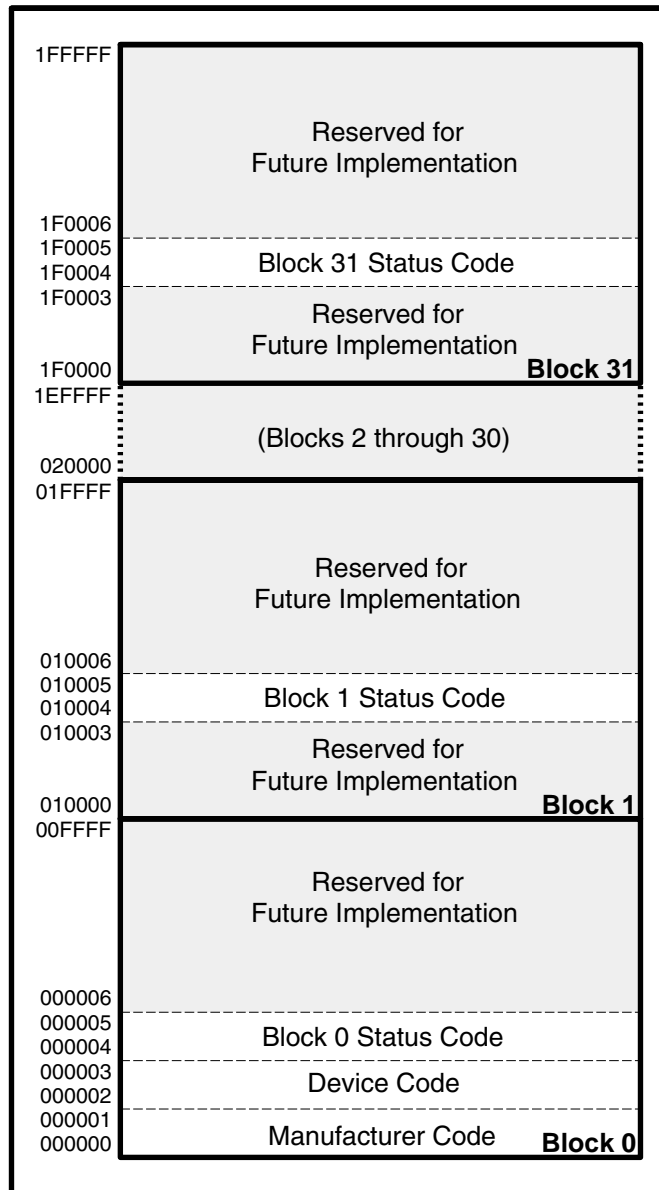 1FFFFF
Reserved for
Future Implementation
1F0006
1F0005
Block 31 Status Code
1F0004
1F0003
Reserved for
Future Implementation
1F0000
Block 31
1EFFFF
(Blocks 2 through 30)
020000
01FFFF
Reserved for
Future Implementation
010006
010005
Block 1 Status Code
010004
010003
Reserved for
Future Implementation
010000
Block 1
00FFFF
Reserved for
Future Implementation
000006
000005
Block 0 Status Code
000004
000003
Device Code
000002
000001
Manufacturer Code
000000
Block 0